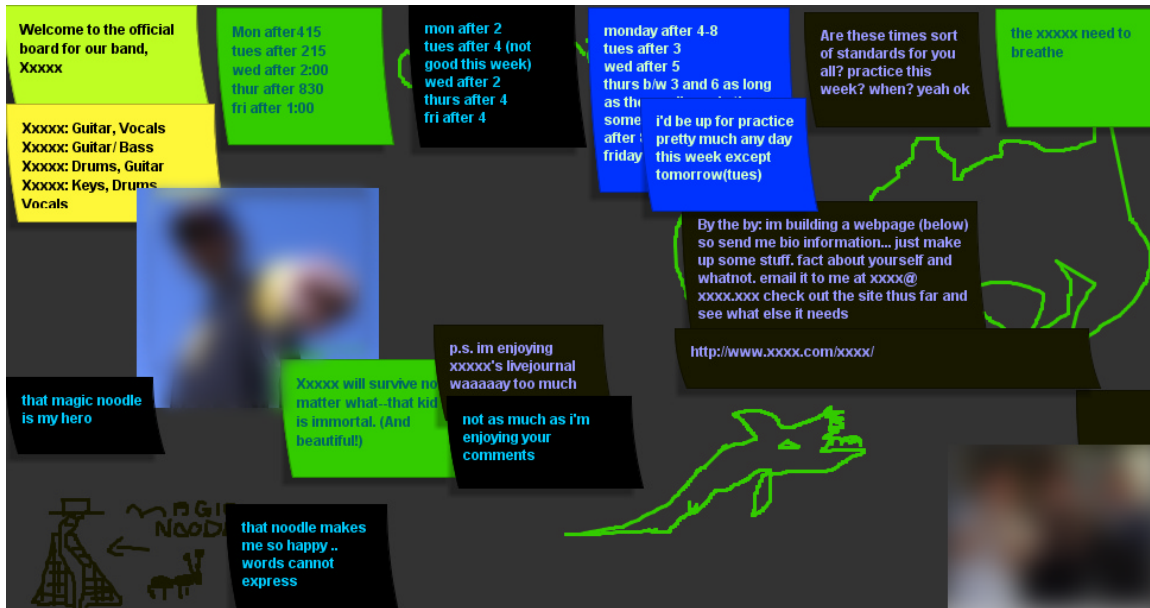 Welcome to the official
board for our band,
Xxxxx
Mon after415
tues after 215
wed after 2:00
thur after 830
fri after 1:00
mon after 2
tues after 4 (not
good this week)
wed after 2
thurs after 4
fri after 4
monday after 4-8
tues after 3
wed after 5
thurs b/w 3 and 6 as long
as
some
after
friday
i'd be up for practice
pretty much any day
this week except
tomorrow(tues)
Are these times sort
of standards for you
all? practice this
week? when? yeah ok
the xxxxx need to
breathe
Xxxxx: Guitar, Vocals
Xxxxx: Guitar/ Bass
Xxxxx: Drums, Guitar
Xxxxx: Keys, Drums
Vocals
By the by: im building a webpage (below)
so send me bio information... just make
up some stuff. fact about yourself and
whatnot. email it to me at xxxx@
xxxx.xxx check out the site thus far and
see what else it needs
http://www.xxxx.com/xxxx/
p.s. im enjoying
xxxxx's livejournal
waaaaay too much
not as much as i'm
enjoying your
comments
Xxxxx will survive no
matter what--that kid
is immortal. (And
beautiful!)
that magic noodle
is my hero
that noodle makes
me so happy ..
words cannot
express